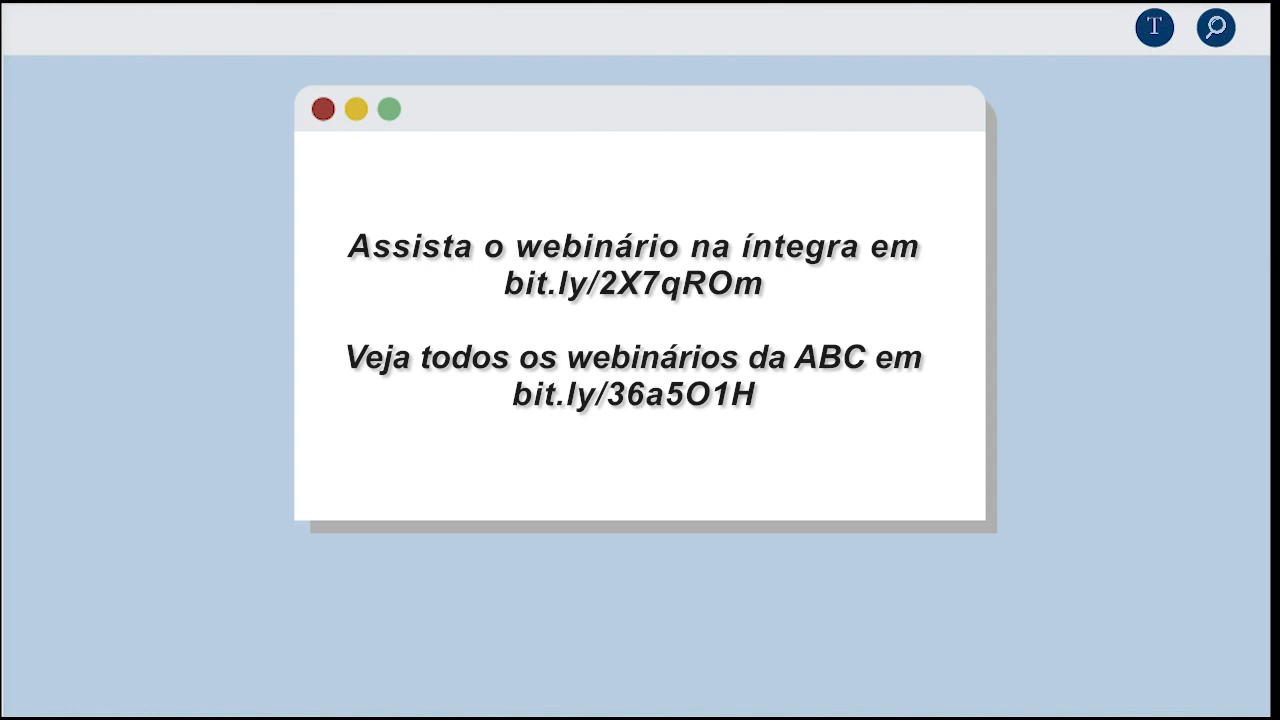 T
Assista o webinário na íntegra em
bit.ly/2X7qROm
Veja todos os webinários da ABC em
bit.ly/36a5O1H